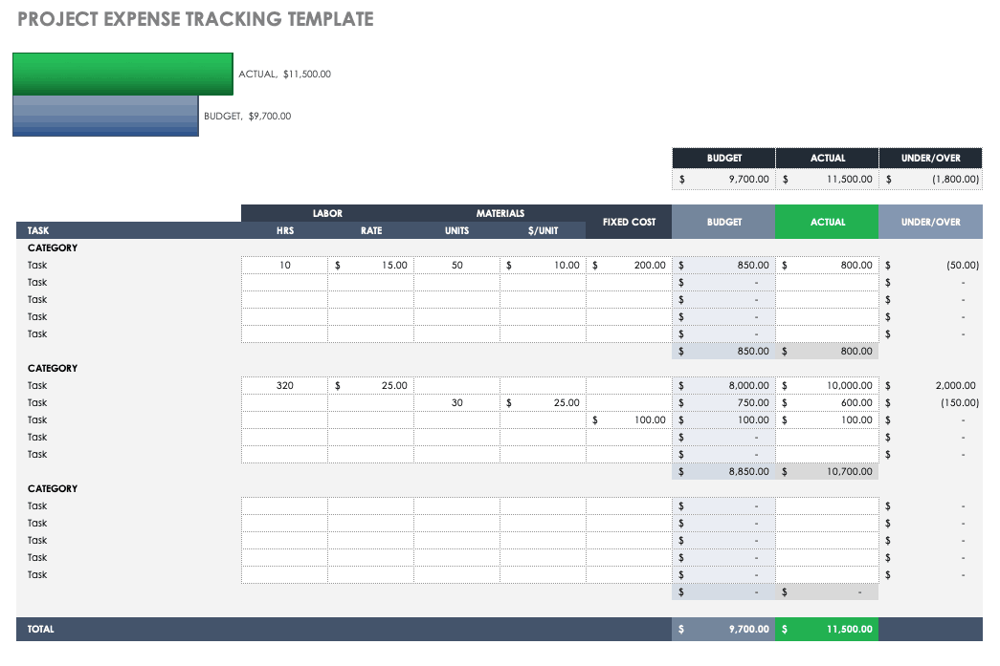 PROJECT EXPENSE TRACKING TEMPLATE
ACTUAL, $11,500.00
BUDGET, $9,700.00
BUDGET ACTUAL UNDER/OVER
$ 9,700.00 $ 11,500.00 $ (1,800.00)
LABOR MATERIALS FIXED COST BUDGET ACTUAL UNDER/OVER
TASK HRS RATE UNITS $/UNIT
CATEGORY
Task 10 $ 15.00 50 $ 10.00 $ 200.00 $ 850.00 $ 800.00 $ (50.00)
Task $ - $ -
Task $ - $ -
Task $ - $ -
Task $ - $ -
$ 850.00 $ 800.00
CATEGORY
Task 320 $ 25.00 $ 8,000.00 $ 10,000.00 $ 2,000.00
Task 30 $ 25.00 $ 750.00 $ 600.00 $ (150.00)
Task $ 100.00 $ 100.00 $ 100.00 $ -
Task $ - $ -
Task $ - $ -
$ 8,850.00 $ 10,700.00
CATEGORY
Task $ - $ -
Task $ - $ -
Task $ - $ -
Task $ - $ -
Task $ - $ -
$ - $ -
TOTAL $ 9,700.00 $ 11,500.00